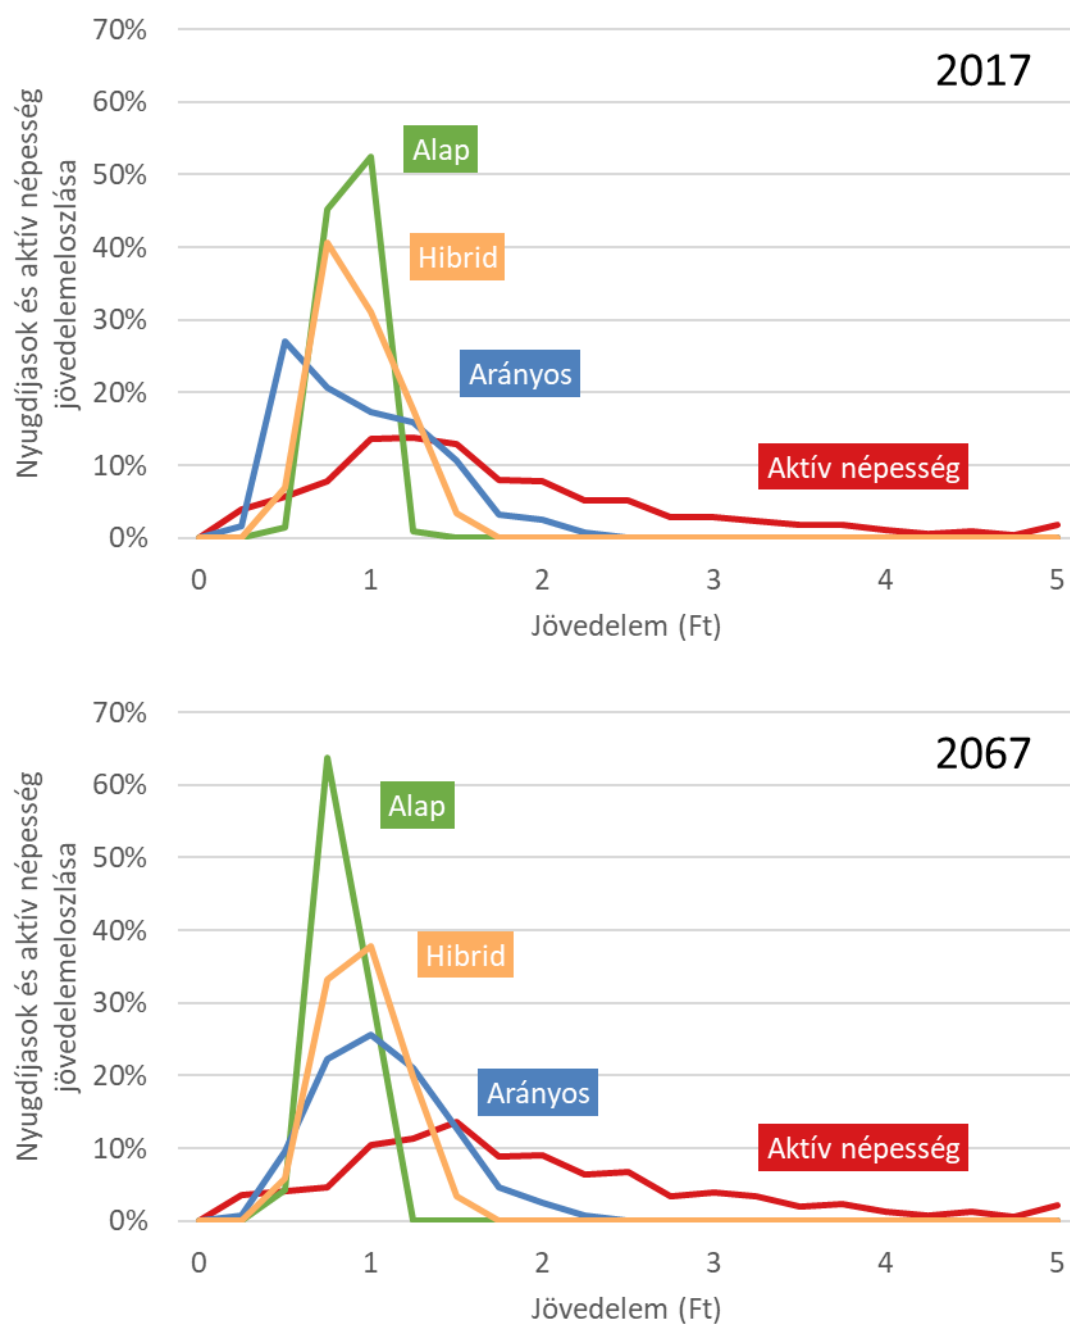 Nyugdíjasok és aktív népesség
jövedelemeloszlása
70%
60%
50%
40%
30%
20%
10%
0%
2017
Alap
Hibrid
Arányos
Aktív népesség
0 1 2 3 4 5
Jövedelem (Ft)
Nyugdíjasok és aktív népesség
jövedelemeloszlása
70%
60%
50%
40%
30%
20%
10%
0%
2067
Alap
Hibrid
Arányos
Aktív népesség
0 1 2 3 4 5
Jövedelem (Ft)